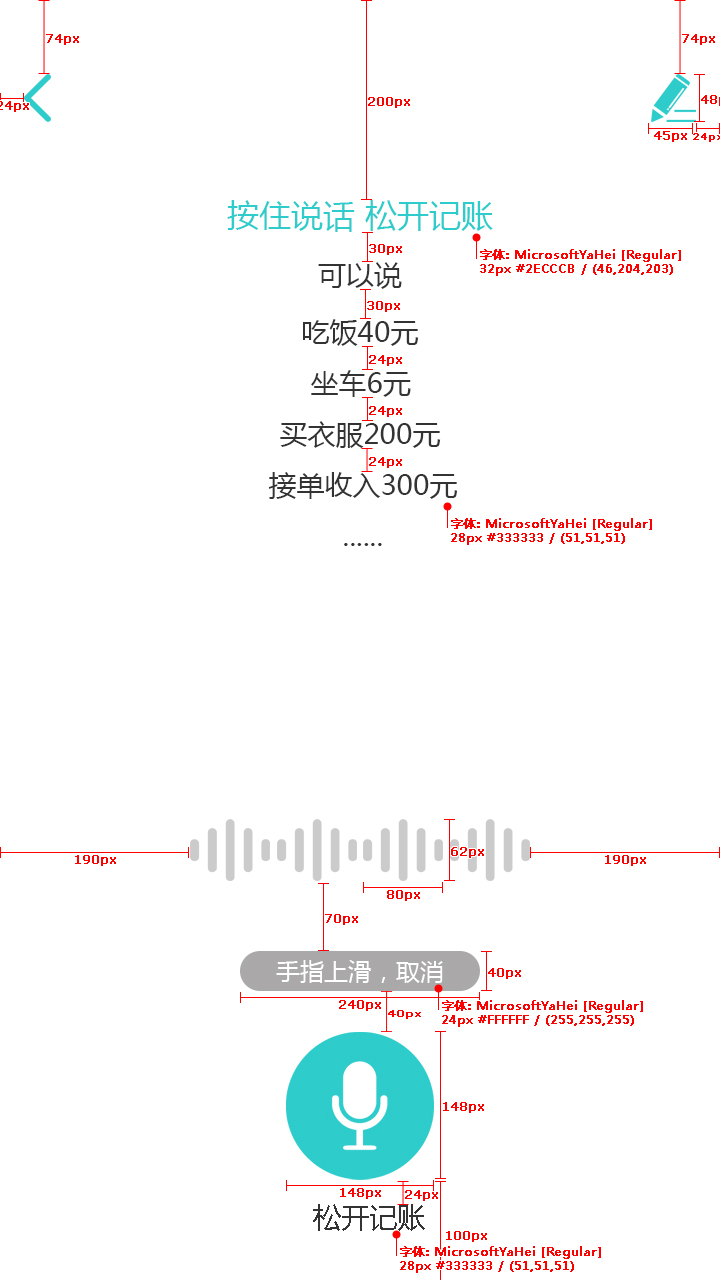 74px
74px
24px
200px
48p
45px
24px
按住说话 松开记账
30px
字体: MicrosoftYaHei [Regular]
32px #2ECCCB / (46,204,203)
可以说
30px
吃饭40元
24px
坐车6元
24px
买衣服200元
24px
接单收入300元
字体: MicrosoftYaHei [Regular]
28px #333333 / (51,51,51)
......
62px
190px
190px
80px
70px
手指上滑，取消
40px
240px
字体: MicrosoftYaHei [Regular]
40px
24px #FFFFFF / (255,255,255)
148px
148px
24px
松开记账
100px
字体: MicrosoftYaHei [Regular]
28px #333333 / (51,51,51)